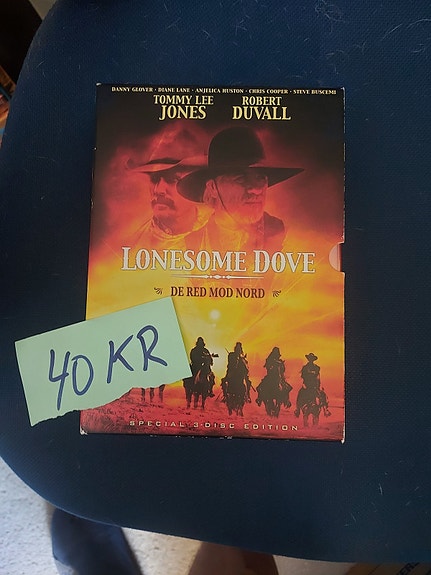 DANNY GLOVER · DIANE LANE · ANJELICA HUSTON · CHRIS COOPER · STEVE BUSCEMI
TOMMY LEE ROBERT
JONES DUVALL
LONESOME DOVE
DE RED MOD NORD
40 KR
SPECIAL 3-DISC EDITION